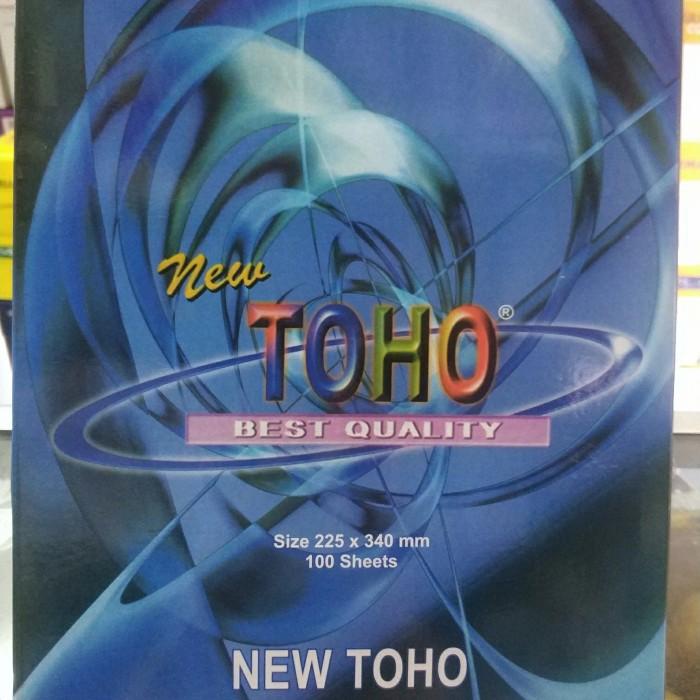 New
TOHO®
BEST QUALITY
Size 225 x 340 mm
100 Sheets
NEW TOHO